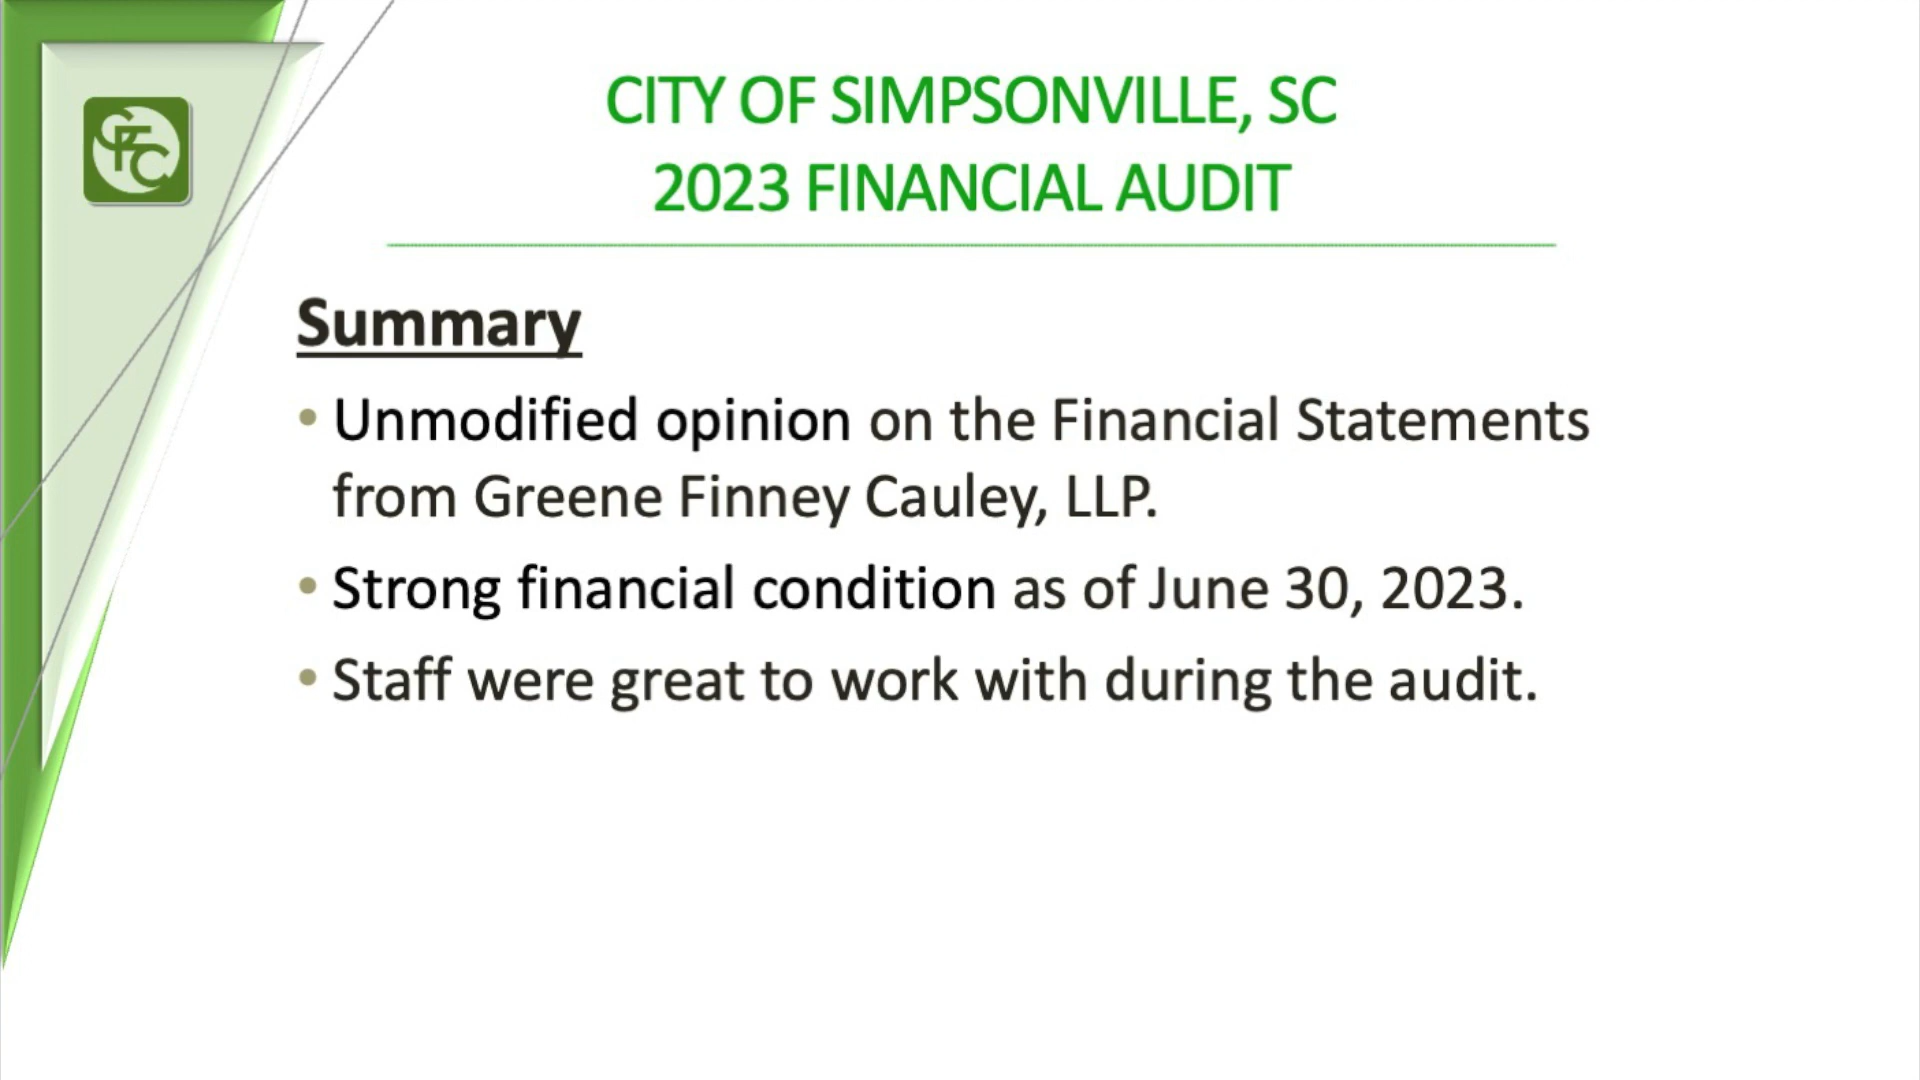 GFC
CITY OF SIMPSONVILLE, SC
2023 FINANCIAL AUDIT
Summary
• Unmodified opinion on the Financial Statements
from Greene Finney Cauley, LLP.
• Strong financial condition as of June 30, 2023.
• Staff were great to work with during the audit.